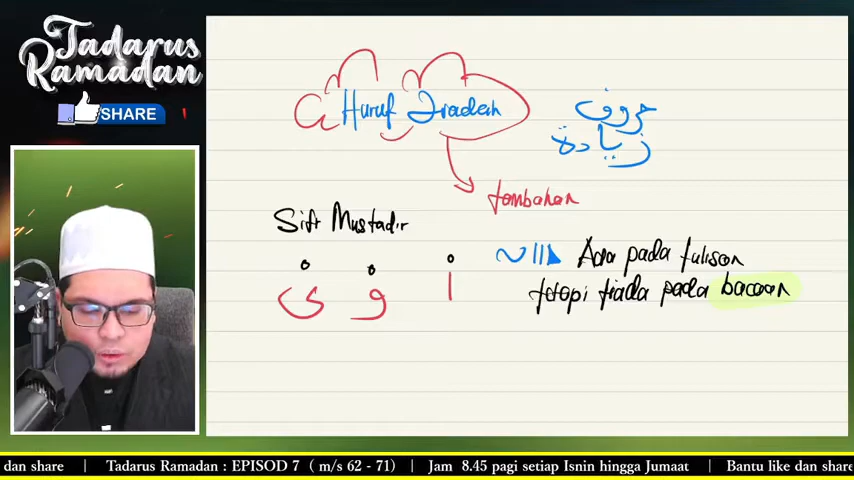 Tadarus
Ramadan
SHARE
Huruf Ziadah
حروف
زيادة
tambahan
Sifr Mustadir
ا و ى
Ada pada tulisan
tetapi tiada pada bacaan
dan share | Tadarus Ramadan : EPISOD 7 ( m/s 62 - 71) | Jam 8.45 pagi setiap Isnin hingga Jumaat | Bantu like dan share